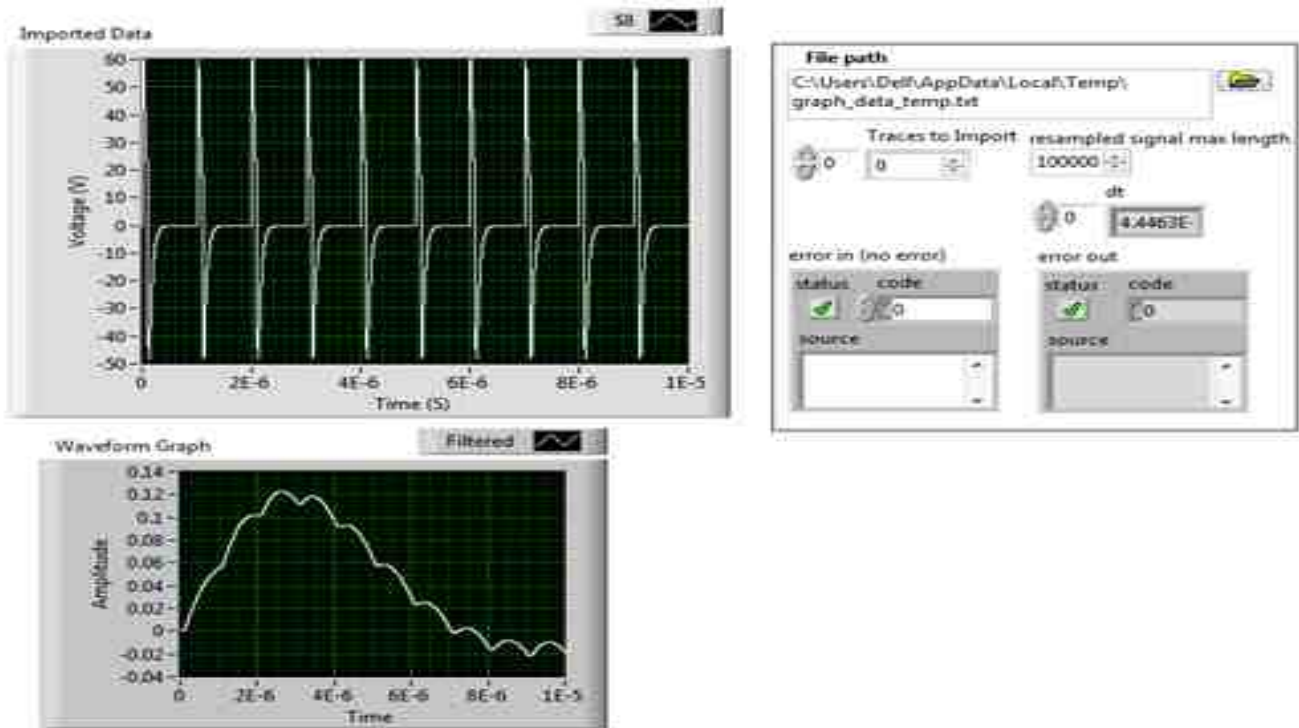 Imported Data
60
50
40
30
20
10
0
-10
-20
-30
-40
-50
Voltage (V)
0 2E-6 4E-6 6E-6 8E-6 1E-5
Time (S)
File path
C:\Users\Dell\AppData\Local\Temp\
graph_data_temp.txt
Traces to Import
resampled signal max length
0
0
100000
dt
0
4.4463E-
error in (no error)
error out
status code
0
source
status code
0
source
Waveform Graph
Filtered
0.14
0.12
0.1
0.08
0.06
0.04
0.02
0
-0.02
-0.04
Amplitude
0 2E-6 4E-6 6E-6 8E-6 1E-5
Time